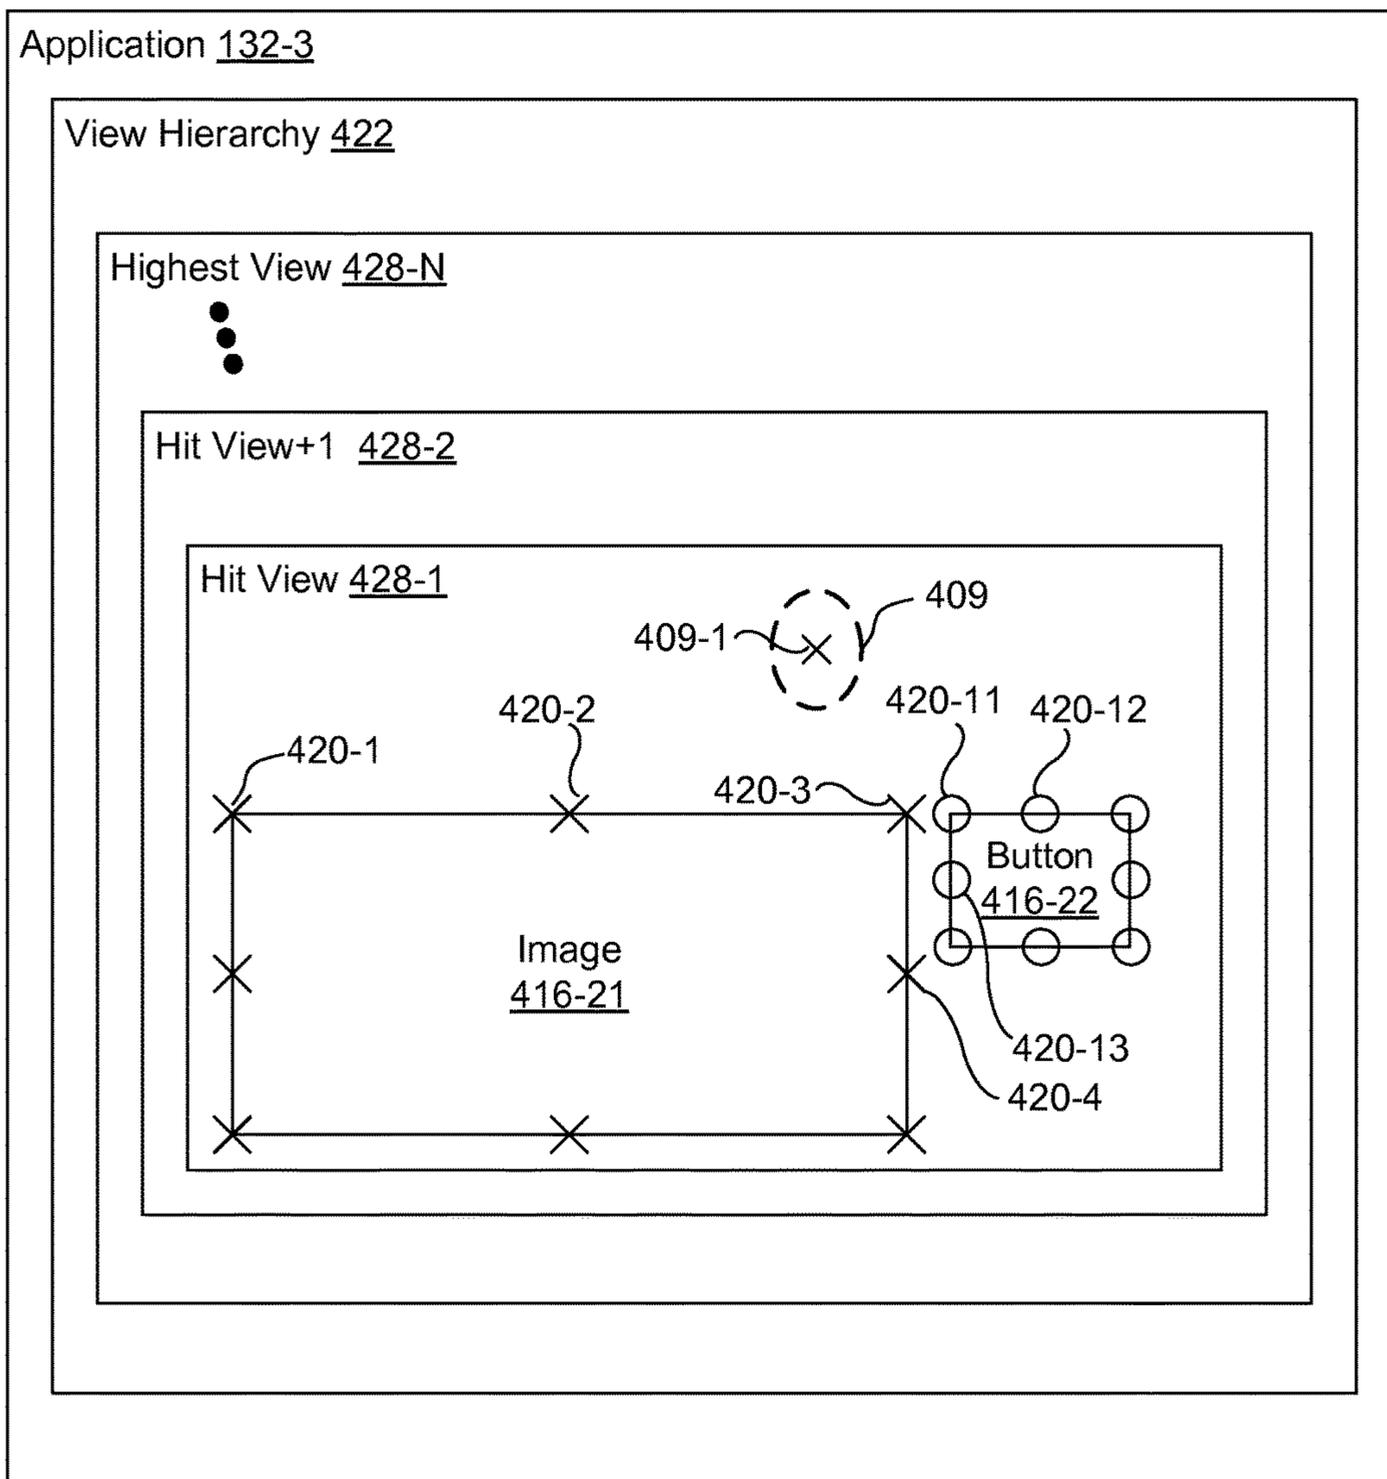 Application 132-3
View Hierarchy 422
Highest View 428-N
Hit View+1 428-2
Hit View 428-1
409
409-1
420-11
420-12
420-2
420-1
420-3
Button
416-22
Image
416-21
420-13
420-4